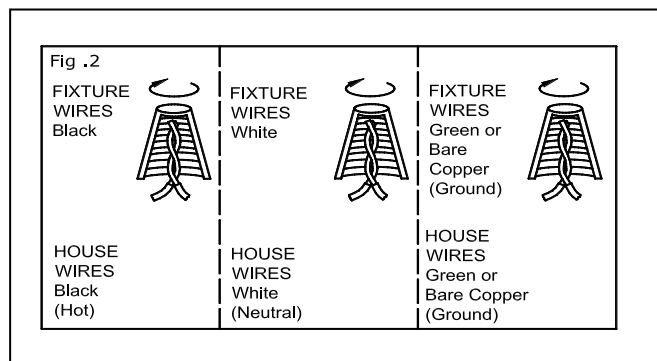 Fig .2
FIXTURE
WIRES
Black
HOUSE
WIRES
Black
(Hot)
FIXTURE
WIRES
White
HOUSE
WIRES
White
(Neutral)
FIXTURE
WIRES
Green or
Bare
Copper
(Ground)
HOUSE
WIRES
Green or
Bare Copper
(Ground)